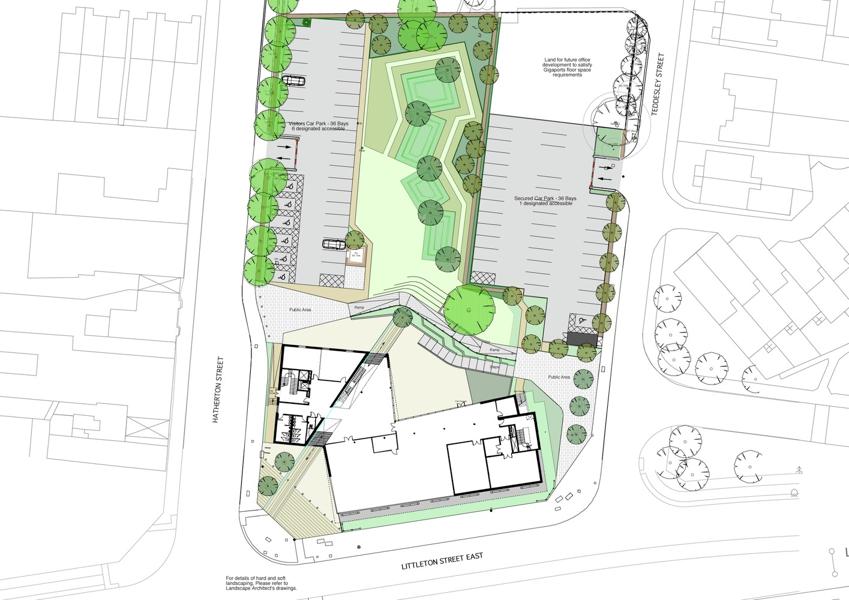 Land for future office
development to satisfy
Gigaports floor space
requirements
TEDDESLEY STREET
Visitors Car Park - 36 Bays
6 designated accessible
Secured Car Park - 36 Bays
1 designated accessible
Public Area
Ramp
Ramp
Steps
Public Area
HATHERTON STREET
LITTLETON STREET EAST
For details of hard and soft
landscaping, Please refer to
Landscape Architect's drawings.
L